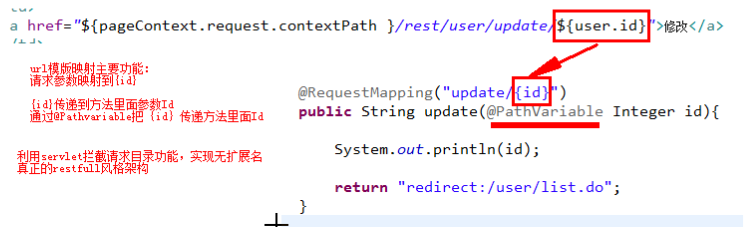 a href="${pageContext.request.contextPath }/rest/user/update/${user.id}">修改</a>
url模版映射主要功能:
请求参数映射到{id}
{id}传递到方法里面参数Id
通过@Pathvariable把 {id} 传递方法里面Id
利用servlet拦截请求目录功能，实现无扩展名
真正的restfull风格架构
@RequestMapping("update/{id}")
public String update(@PathVariable Integer id){
System.out.println(id);
return "redirect:/user/list.do";
}